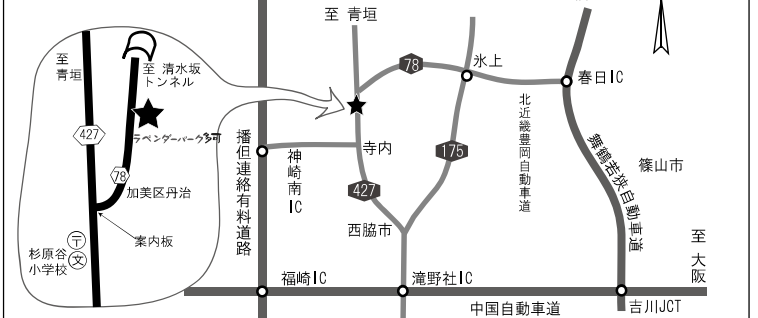 至 青垣
至
青垣
至 清水坂
トンネル
ラベンダーパーク多可
427
78
加美区丹治
案内板
〒
文
杉原谷
小学校
播但連絡有料道路
神崎南IC
寺内
78
氷上
春日IC
175
427
北近畿豊岡自動車道
舞鶴若狭自動車道
篠山市
西脇市
至 大阪
福崎IC
滝野社IC
中国自動車道
吉川JCT